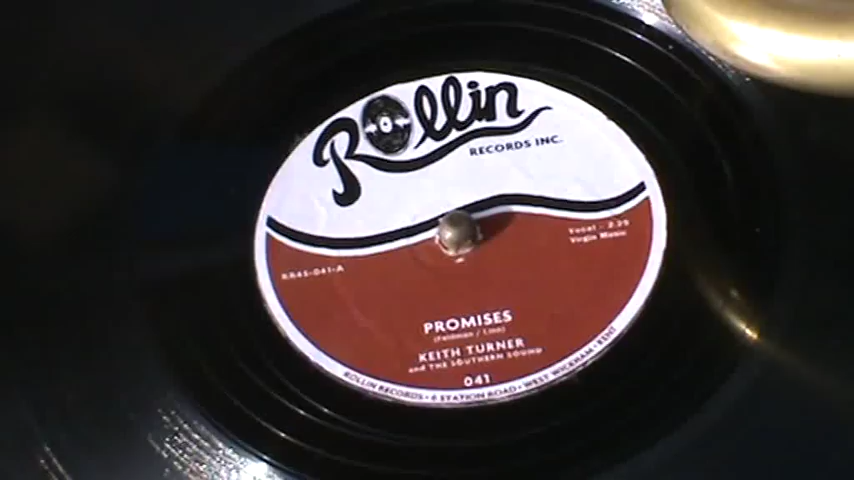 Rollin
RECORDS INC.
Vocal - 2.29
Virgin Music
RR45-041-A
PROMISES
(Feldman / Linn)
KEITH TURNER
and THE SOUTHERN SOUND
041
ROLLIN RECORDS • 6 STATION ROAD • WEST WICKHAM • KENT